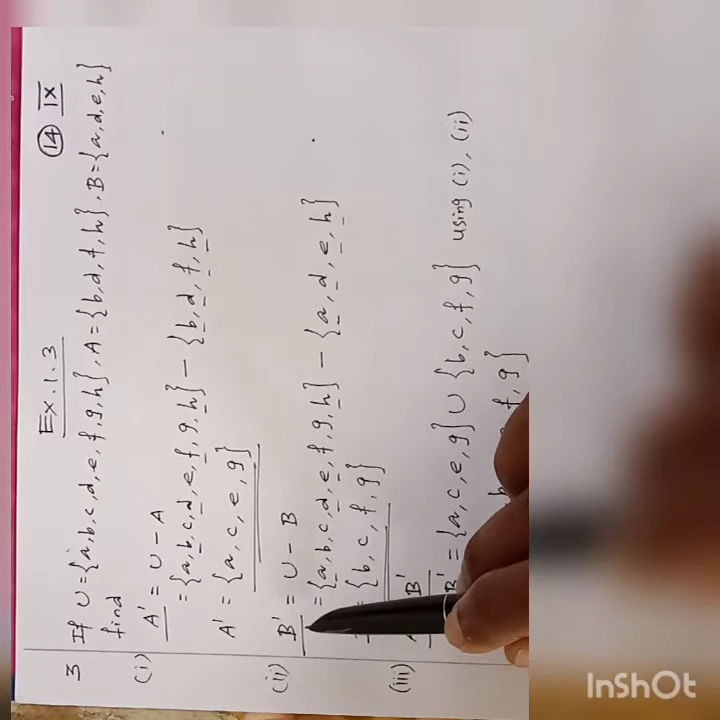 Ex. 1.3 (14) IX
3 If U={a,b,c,d,e,f,g,h}, A={b,d,f,h}, B={a,d,e,h}
find
(i) A' = U - A
= {a,b,c,d,e,f,g,h} - {b,d,f,h}
A' = {a,c,e,g}
(ii) B' = U - B
= {a,b,c,d,e,f,g,h} - {a,d,e,h}
= {b,c,f,g}
(iii) B'
B' = {a,c,e,g} U {b,c,f,g} using (i), (ii)
b f, g}
InShOt